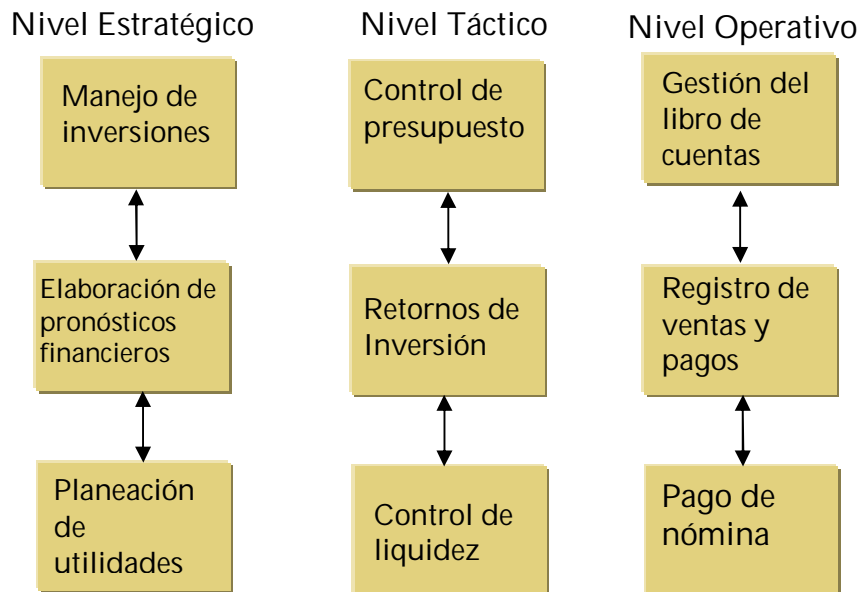 Nivel Estratégico
Manejo de
inversiones
Elaboración de
pronósticos
financieros
Planeación
de
utilidades
Nivel Táctico
Control de
presupuesto
Retornos de
Inversión
Control de
liquidez
Nivel Operativo
Gestión del
libro de
cuentas
Registro de
ventas y
pagos
Pago de
nómina